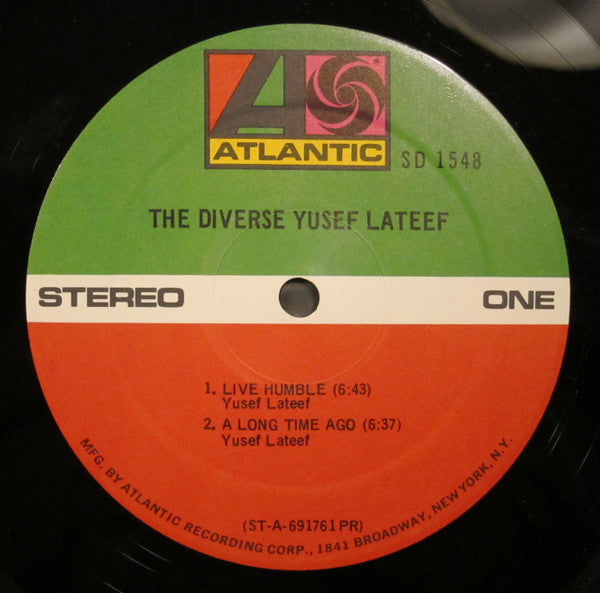 ATLANTIC
SD 1548
THE DIVERSE YUSEF LATEEF
STEREO
ONE
1. LIVE HUMBLE (6:43)
Yusef Lateef
2. A LONG TIME AGO (6:37)
Yusef Lateef
(ST-A-691761 PR)
MFG. BY ATLANTIC RECORDING CORP., 1841 BROADWAY, NEW YORK, N.Y.